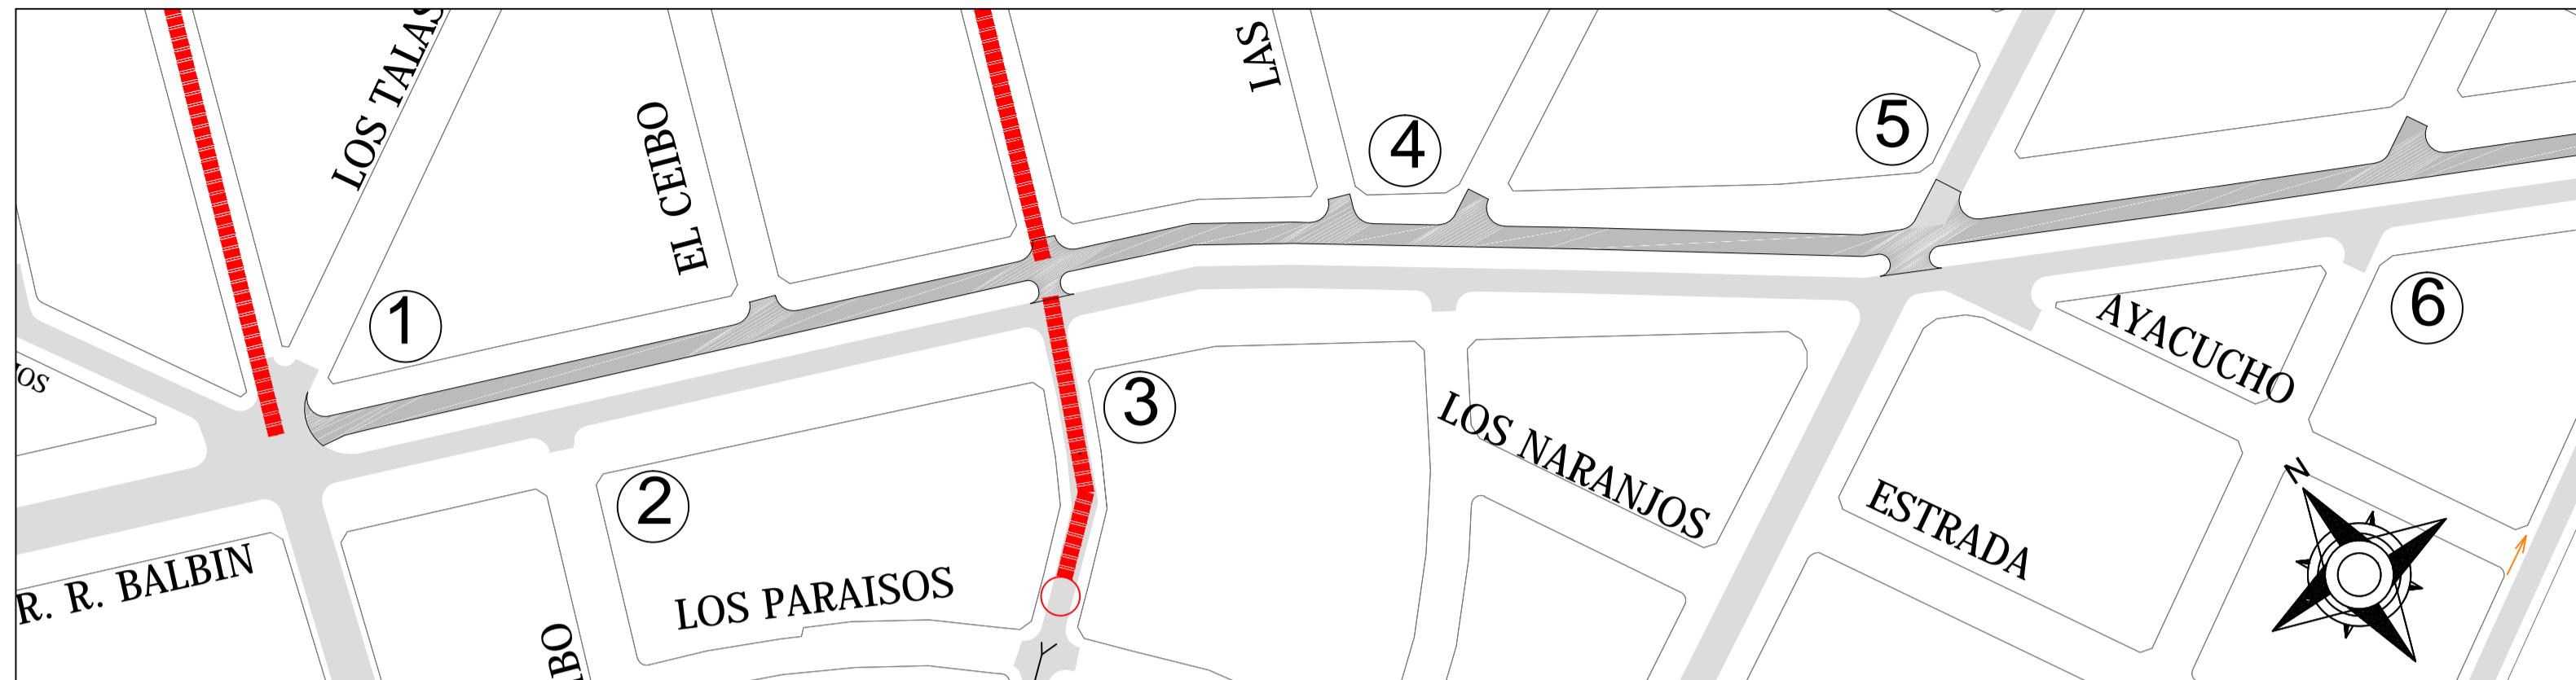 LOS TALAS
EL CEIBO
LAS
4
5
1
6
AYACUCHO
3
LOS NARANJOS
2
N
ESTRADA
R. R. BALBIN
LOS PARAISOS